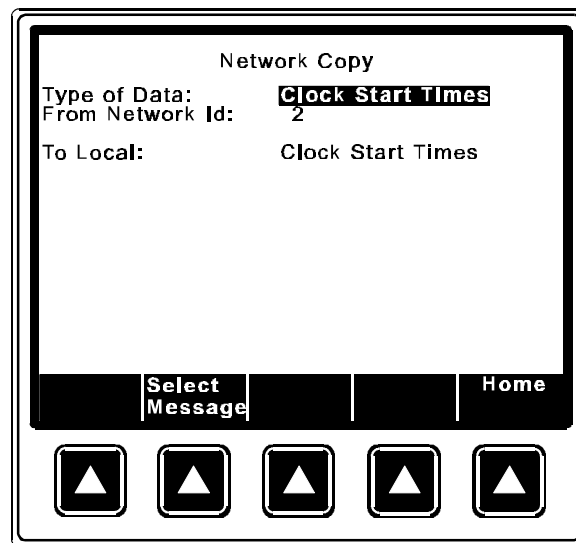 Network Copy
Type of Data: Clock Start Times
From Network Id: 2
To Local: Clock Start Times
Select Message
Home